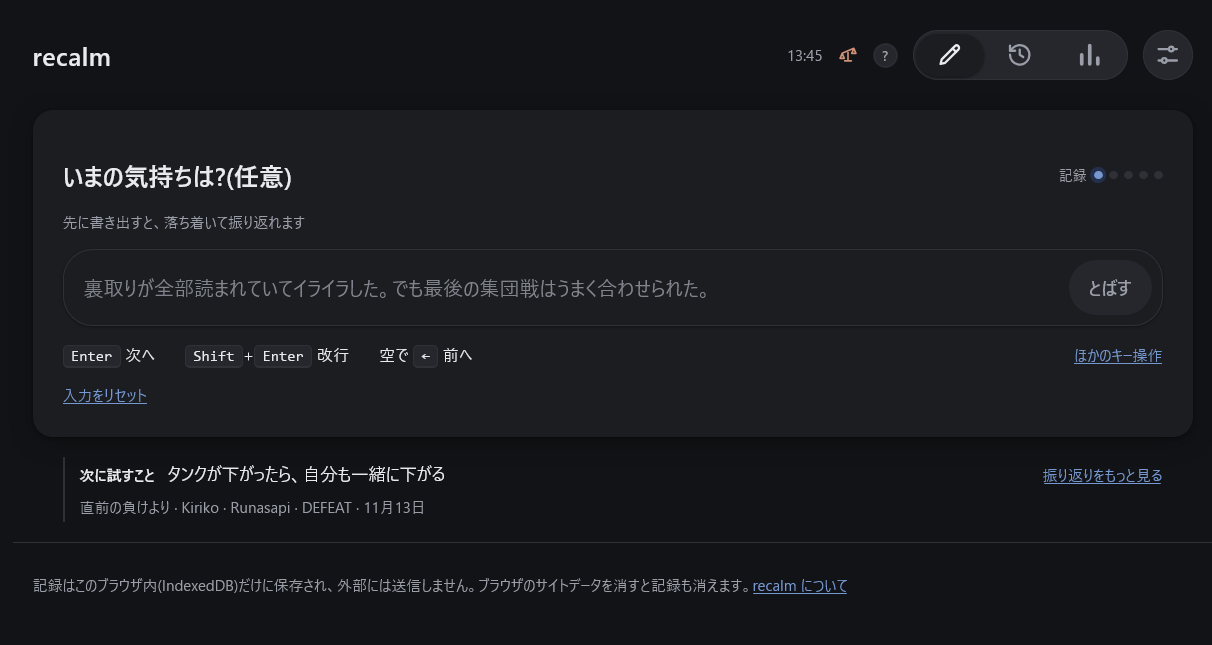 recalm
13:45
?
いまの気持ちは?(任意)
記録
先に書き出すと、落ち着いて振り返れます
裏取りが全部読まれていてイライラした。でも最後の集団戦はうまく合わせられた。
とばす
Enter 次へ Shift + Enter 改行 空で ← 前へ
ほかのキー操作
入力をリセット
次に試すこと タンクが下がったら、自分も一緒に下がる
振り返りをもっと見る
直前の負けより · Kiriko · Runasapi · DEFEAT · 11月13日
記録はこのブラウザ内(IndexedDB)だけに保存され、外部には送信しません。ブラウザのサイトデータを消すと記録も消えます。recalm について